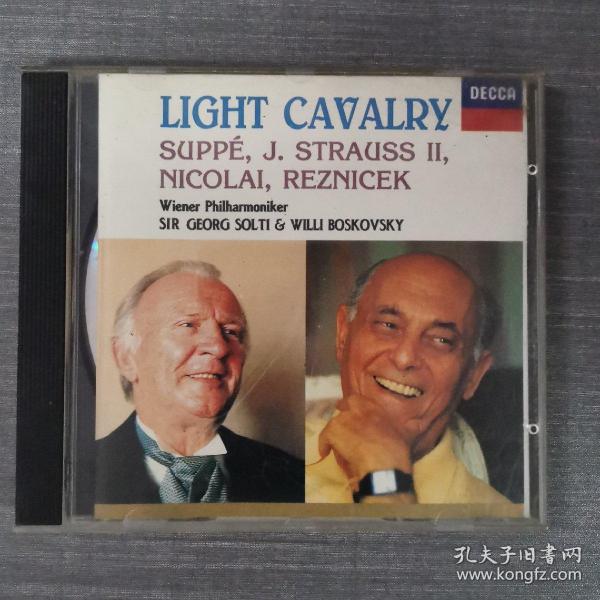 DECCA
LIGHT CAVALRY
SUPPÉ, J. STRAUSS II,
NICOLAI, REZNICEK
Wiener Philharmoniker
SIR GEORG SOLTI & WILLI BOSKOVSKY
孔夫子旧书网
www.kongfz.com